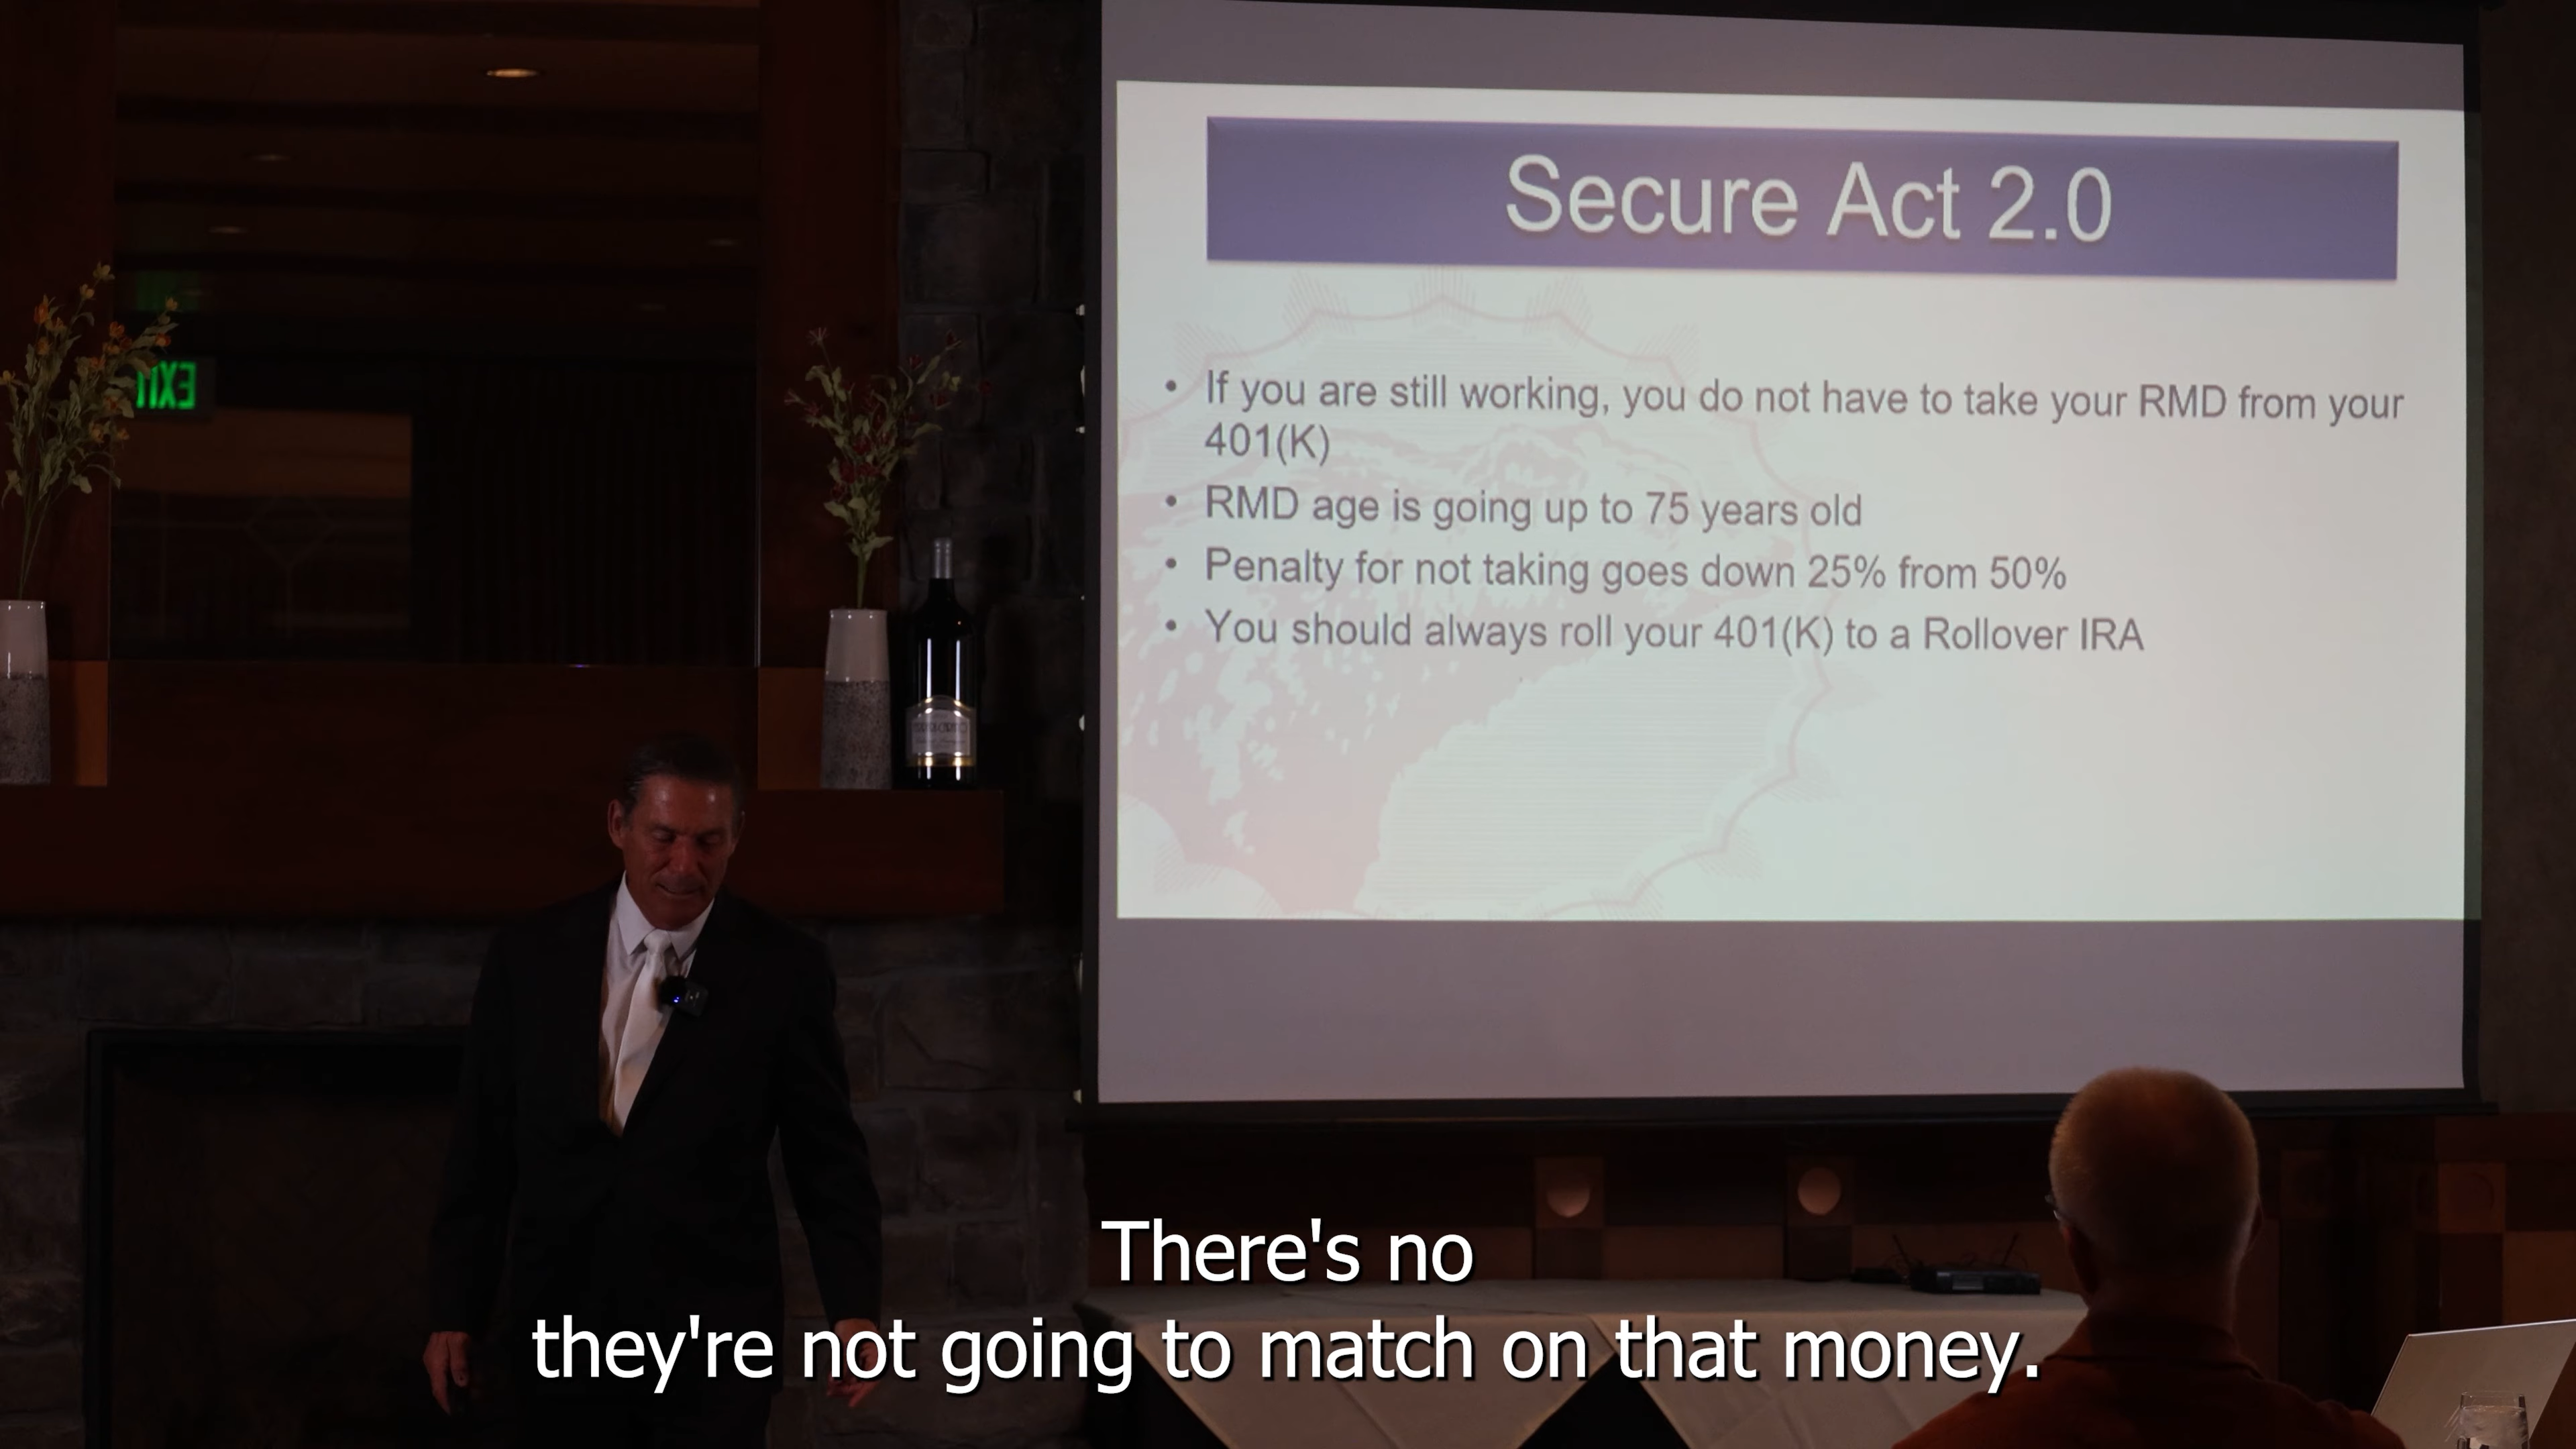 Secure Act 2.0
EXIT
• If you are still working, you do not have to take your RMD from your
401(K)
• RMD age is going up to 75 years old
• Penalty for not taking goes down 25% from 50%
• You should always roll your 401(K) to a Rollover IRA
There's no
they're not going to match on that money.